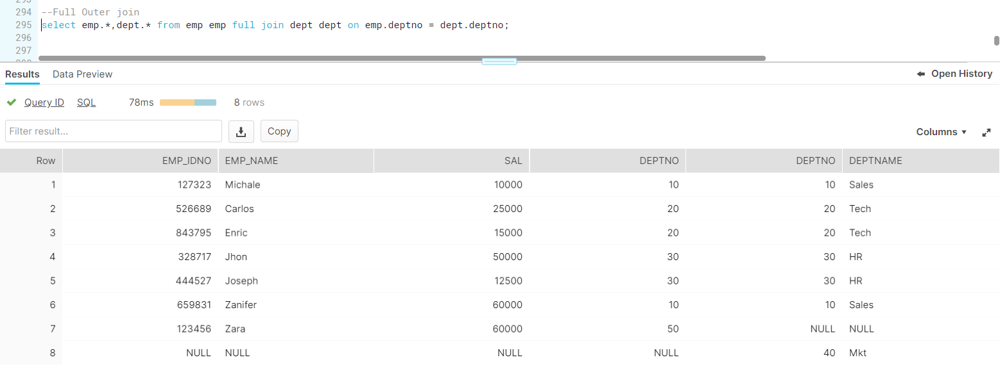 293
294 --Full Outer join
295 select emp.*,dept.* from emp emp full join dept dept on emp.deptno = dept.deptno;
296
297
Results Data Preview Open History
Query ID SQL 78ms 8 rows
Filter result... Copy Columns
Row EMP_IDNO EMP_NAME SAL DEPTNO DEPTNO DEPTNAME
1 127323 Michale 10000 10 10 Sales
2 526689 Carlos 25000 20 20 Tech
3 843795 Enric 15000 20 20 Tech
4 328717 Jhon 50000 30 30 HR
5 444527 Joseph 12500 30 30 HR
6 659831 Zanifer 60000 10 10 Sales
7 123456 Zara 60000 50 NULL NULL
8 NULL NULL NULL NULL 40 Mkt